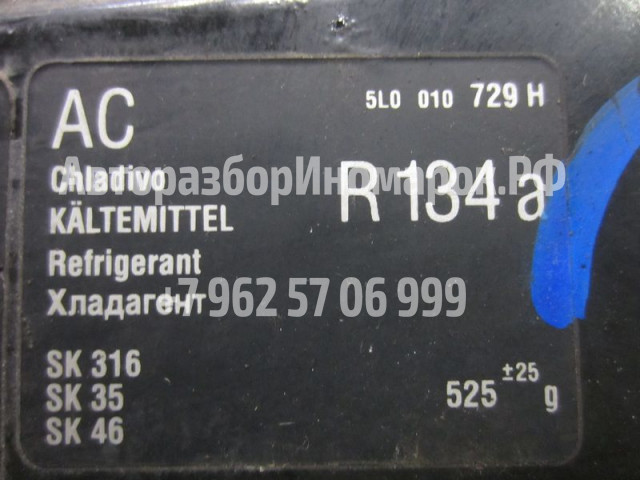 AC 5L0 010 729 H
АвторазборИномарок.РФ
Chladivo
R 134 a
KÄLTEMITTEL
Refrigerant
+7 962 57 06 999
Хладагент
SK 316
SK 35
SK 46
525 ±25 g